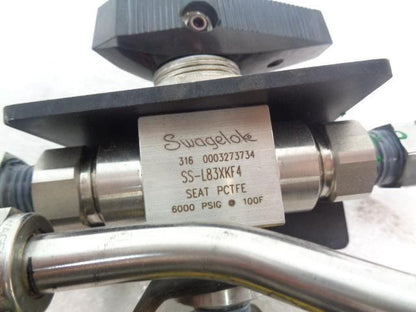 Swagelok
316 0003273734
SS-L83XKF4
SEAT PCTFE
6000 PSIG @ 100F